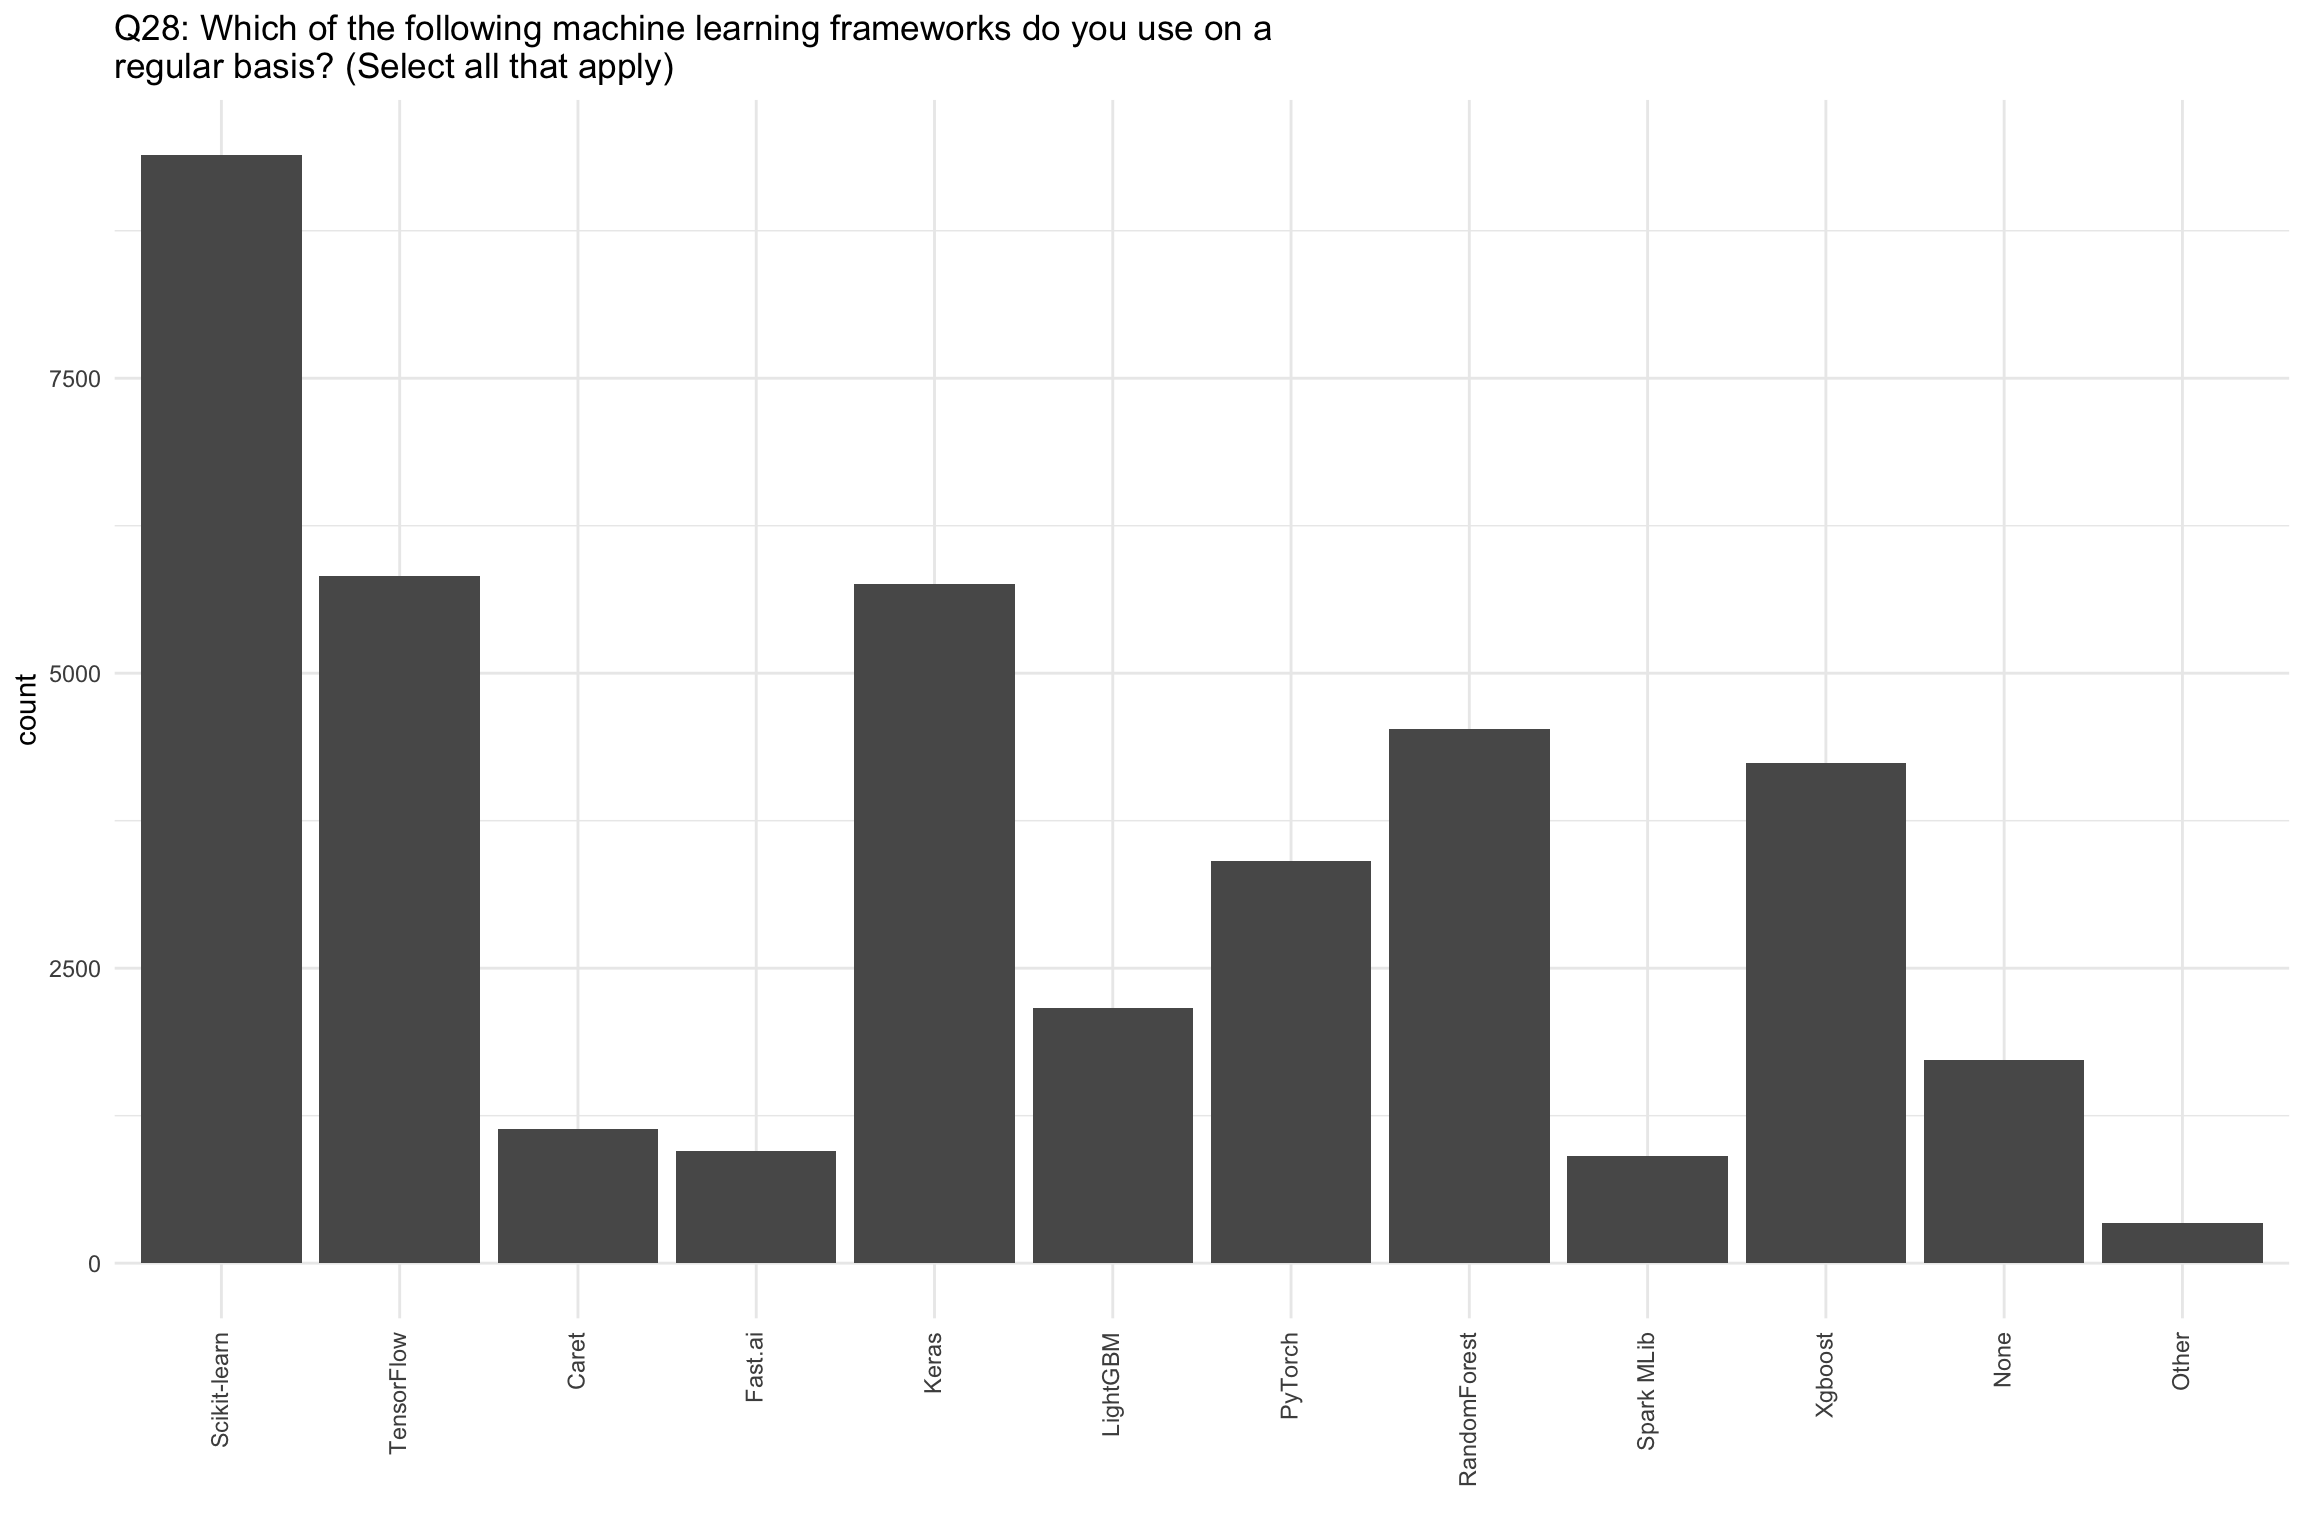 Q28: Which of the following machine learning frameworks do you use on a
regular basis? (Select all that apply)
count
7500
5000
2500
0
Scikit-learn
TensorFlow
Caret
Fast.ai
Keras
LightGBM
PyTorch
RandomForest
Spark MLib
Xgboost
None
Other